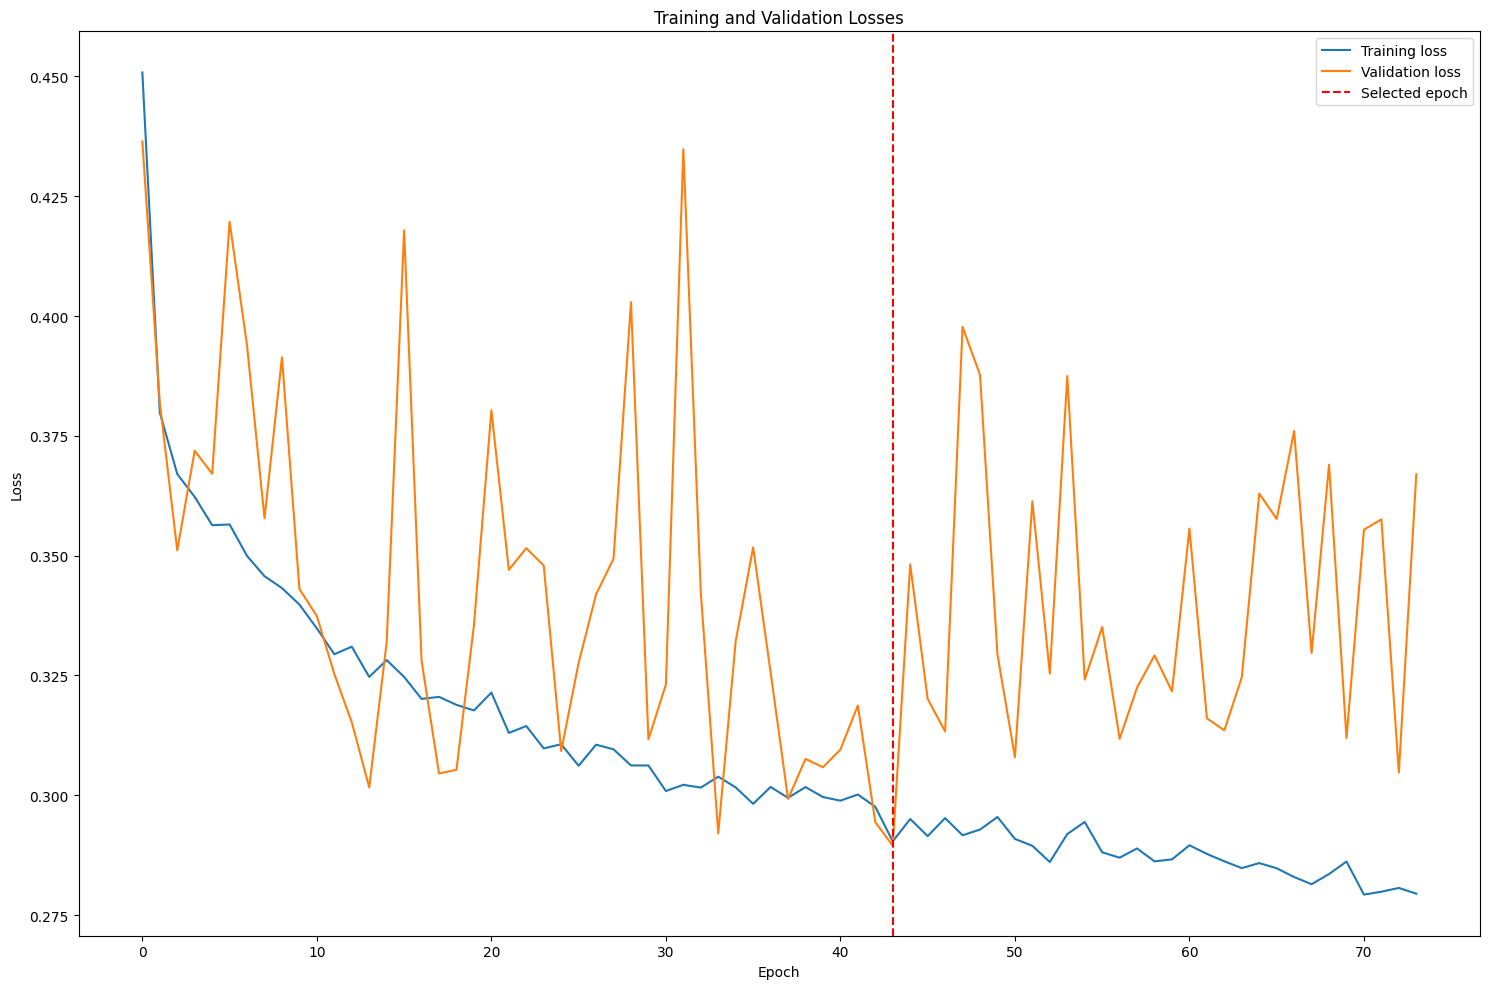 Training and Validation Losses
Training loss
Validation loss
Selected epoch
0.450
0.425
0.400
0.375
0.350
0.325
0.300
0.275
Loss
0 10 20 30 40 50 60 70
Epoch